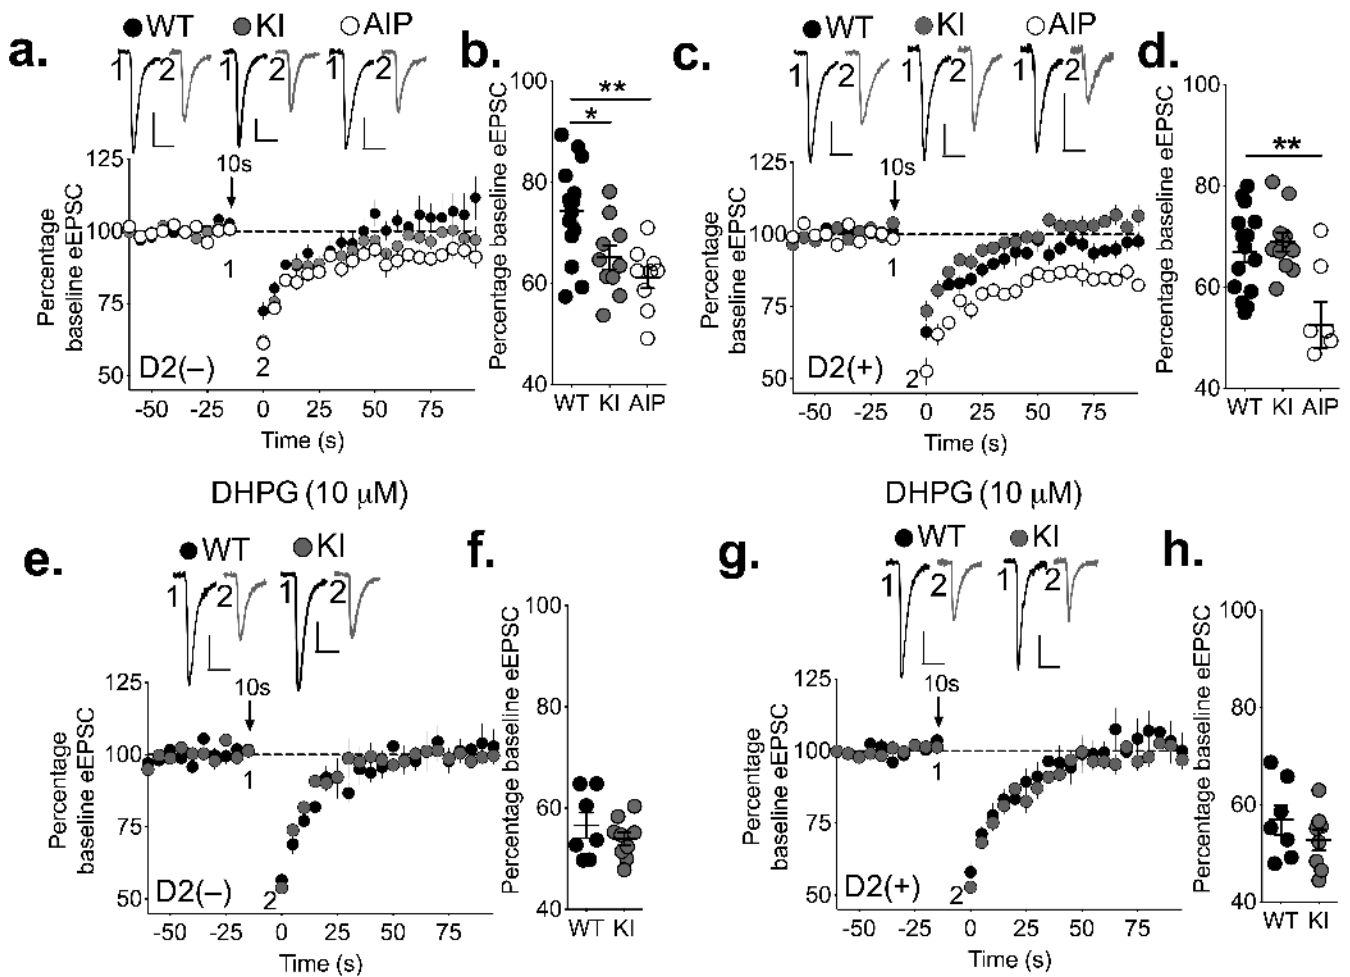 a.
WT KI AIP
1 2 1 2 1 2
125
100
75
50
10s
1
2
D2(–)
Percentage
baseline eEPSC
-50 -25 0 25 50 75
Time (s)
b.
Percentage baseline eEPSC
100
80
60
40
**
*
WT KI AIP
c.
WT KI AIP
1 2 1 2 1 2
125
100
75
50
10s
1
2
D2(+)
Percentage
baseline eEPSC
-50 -25 0 25 50 75
Time (s)
d.
Percentage baseline eEPSC
100
80
60
40
**
WT KI AIP
DHPG (10 μM)
e.
WT KI
1 2 1 2
125
100
75
50
10s
1
2
D2(–)
Percentage
baseline eEPSC
-50 -25 0 25 50 75
Time (s)
f.
Percentage baseline eEPSC
100
80
60
40
WT KI
DHPG (10 μM)
g.
WT KI
1 2 1 2
125
100
75
50
10s
1
2
D2(+)
Percentage
baseline eEPSC
-50 -25 0 25 50 75
Time (s)
h.
Percentage baseline eEPSC
100
80
60
40
WT KI